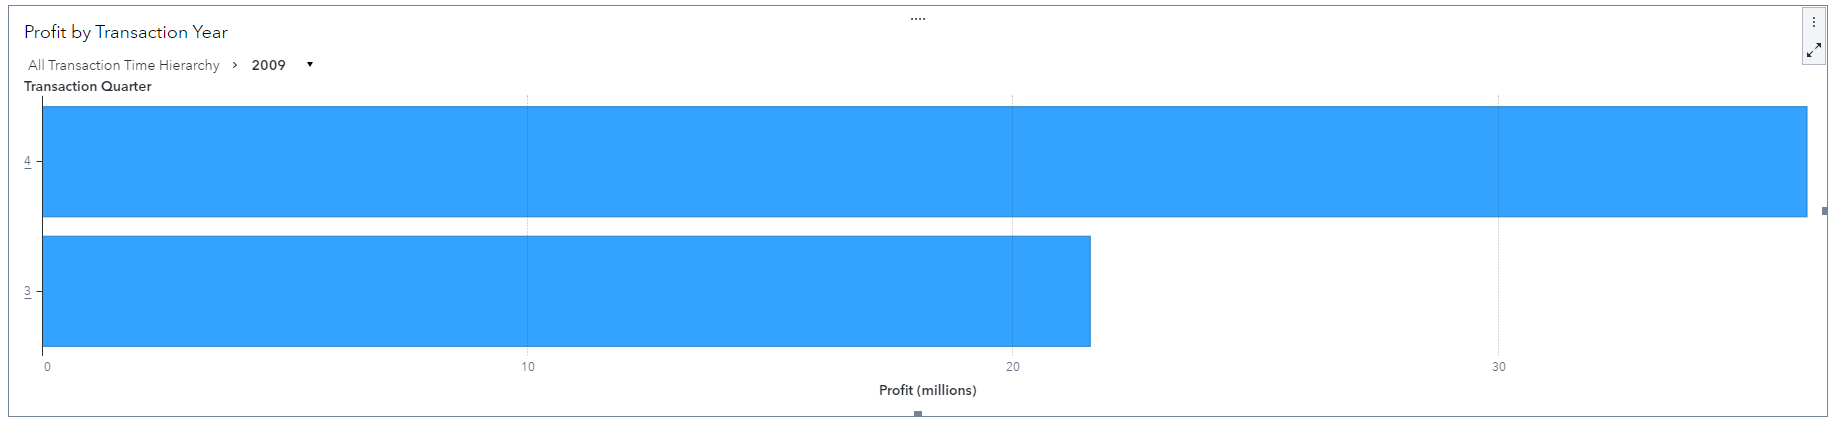 Profit by Transaction Year
All Transaction Time Hierarchy > 2009
Transaction Quarter
4
3
0 10 20 30
Profit (millions)